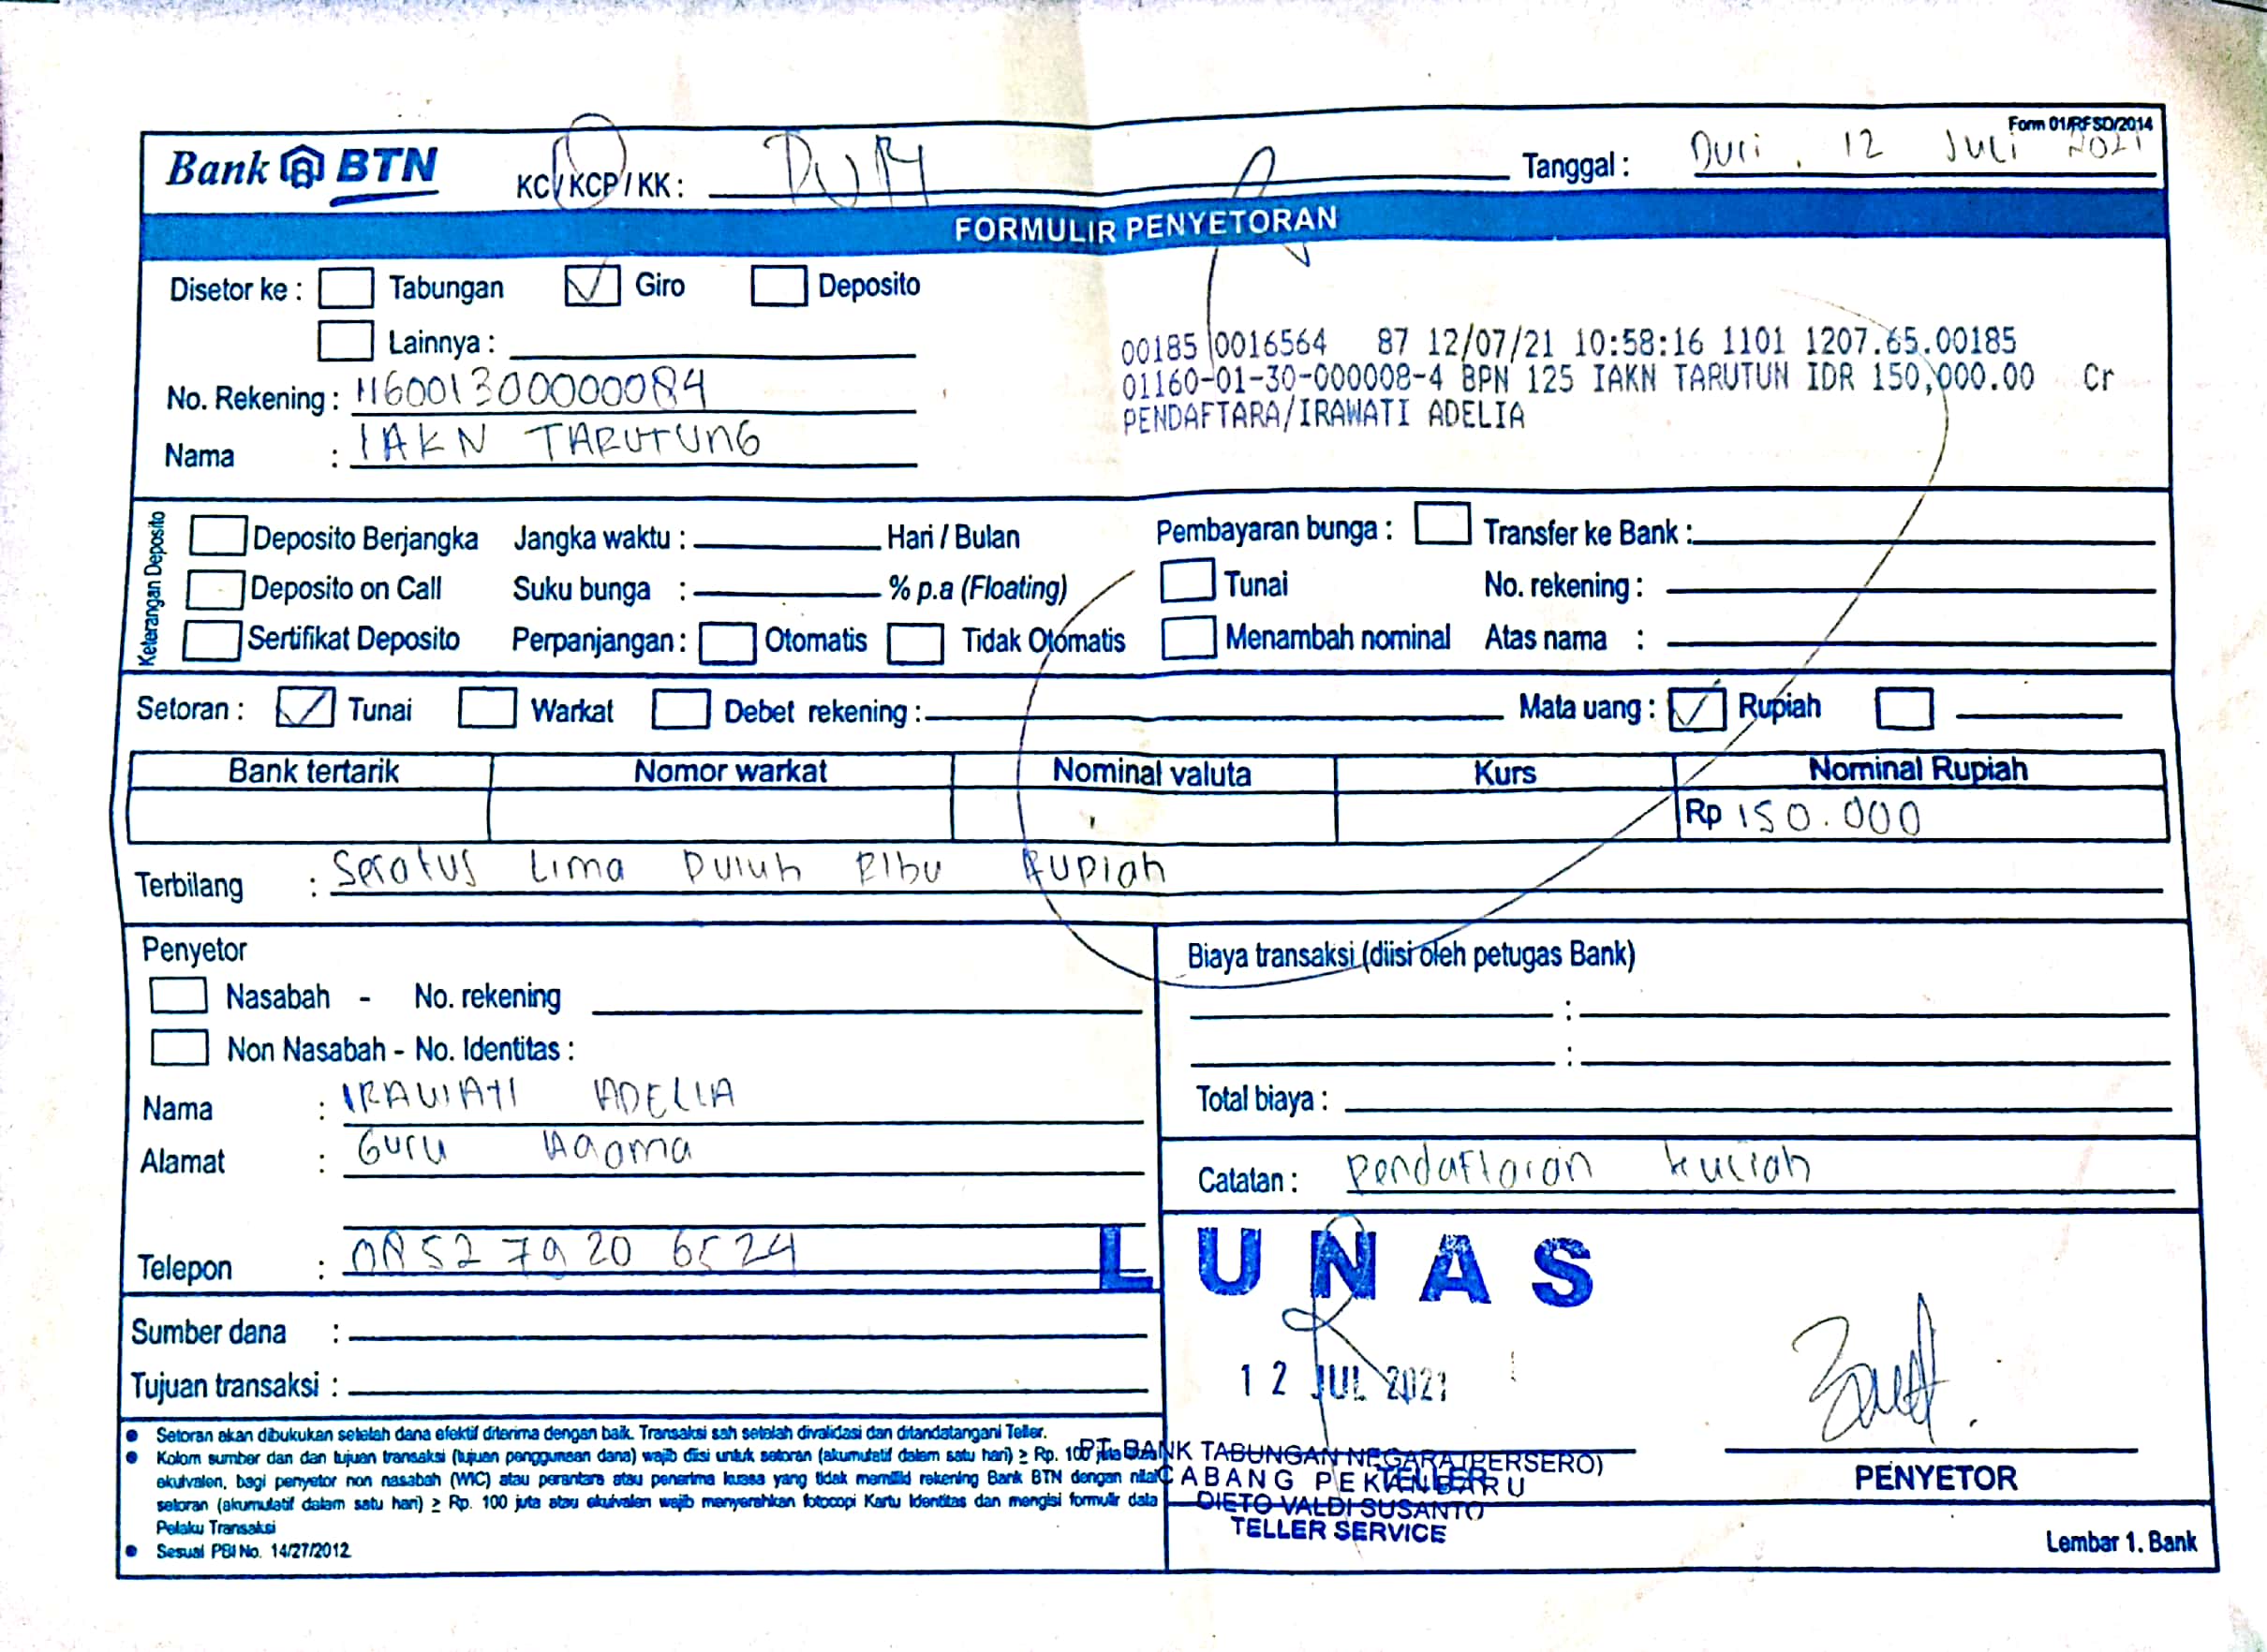 Form 01/RFSD/2014
Bank BTN KC/KCP/KK : Tanggal : Duri, 12 Juli 2021
FORMULIR PENYETORAN
Disetor ke : Tabungan Giro Deposito
Lainnya :
No. Rekening : 116001300000084
Nama : IAKN TARUTUNG
00185 0016564 87 12/07/21 10:58:16 1101 1207.65.00185
01160-01-30-000008-4 BPN 125 IAKN TARUTUN IDR 150,000.00 Cr
PENDAFTARA/IRAWATI ADELIA
Keterangan Deposito
Deposito Berjangka Jangka waktu : Hari / Bulan Pembayaran bunga : Transfer ke Bank :
Deposito on Call Suku bunga : % p.a (Floating) Tunai No. rekening :
Sertifikat Deposito Perpanjangan : Otomatis Tidak Otomatis Menambah nominal Atas nama :
Setoran : Tunai Warkat Debet rekening : Mata uang : Rupiah
Bank tertarik Nomor warkat Nominal valuta Kurs Nominal Rupiah
Rp 150.000
Terbilang : Seratus Lima Puluh Ribu Rupiah
Penyetor
Nasabah - No. rekening
Non Nasabah - No. Identitas :
Nama : IRAWATI ADELIA
Alamat : Guru Agama
Telepon : 0852 7920 6524
Sumber dana :
Tujuan transaksi :
Biaya transaksi (diisi oleh petugas Bank)
:
:
Total biaya :
Catatan : Pendaftaran kuliah
LUNAS
12 JUL 2021
PT. BANK TABUNGAN NEGARA (PERSERO)
CABANG PEKANBARU
TELLER
DIETO VALDI SUSANTO
TELLER SERVICE
PENYETOR
Lembar 1. Bank
Setoran akan dibukukan setelah dana efektif diterima dengan baik. Transaksi sah setelah divalidasi dan ditandatangani Teller.
Kolom sumber dan dan tujuan transaksi (tujuan penggunaan dana) wajib diisi untuk setoran (akumulatif dalam satu hari) ≥ Rp. 100 juta atau
ekuivalen, bagi penyetor non nasabah (WIC) atau perantara atau penerima kuasa yang tidak memiliki rekening Bank BTN dengan nilai
setoran (akumulatif dalam satu hari) ≥ Rp. 100 juta atau ekuivalen wajib menyerahkan fotocopi Kartu Identitas dan mengisi formulir data
Pelaku Transaksi
Sesuai PBI No. 14/27/2012